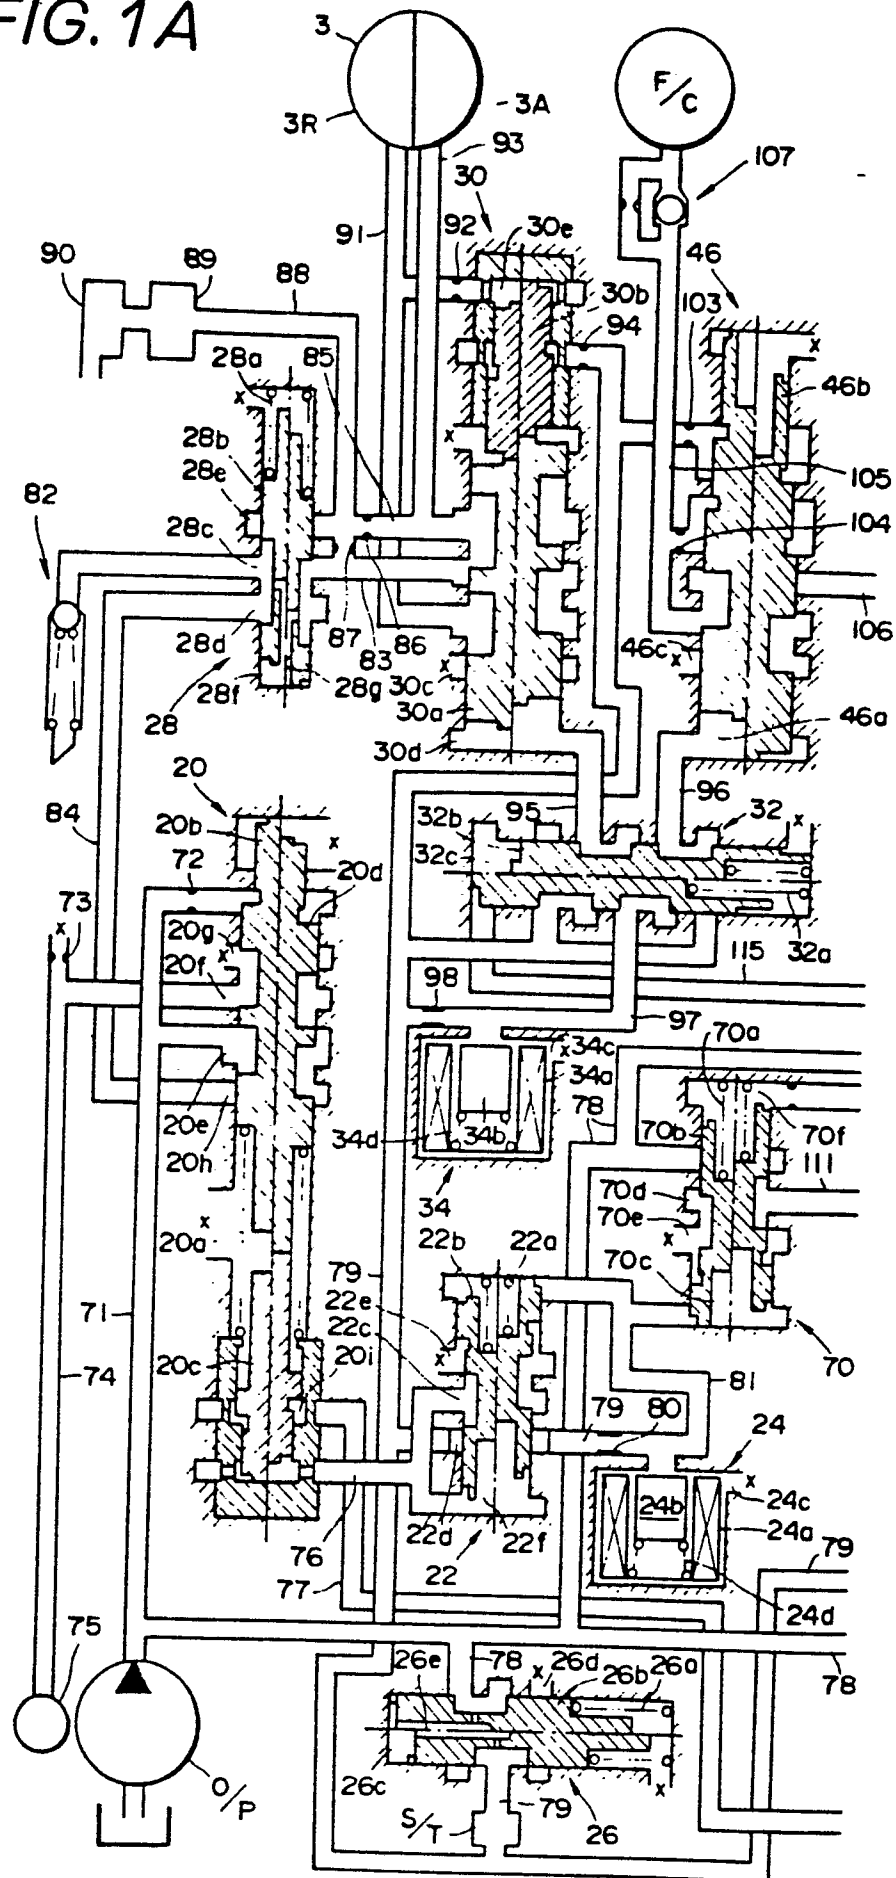 FIG. 1A
3
3R
3A
F/C
93
107
30
91
92
30e
46
90
89
88
30b
103
94
x
28a
85
46b
x
28b
x
28e
105
82
28c
104
87
86
106
28d
83
46c
x
x
28g
30c
28
28f
30a
46a
30d
20
95
96
84
20b
32b
32
x
x
32c
72
20d
73
x
20g
x
32a
20f
98
115
97
70a
x
34c
34a
20e
34d
34b
78
70b
70f
20h
111
34
70d
x
70e
x
20a
22b
22a
70c
79
22e
71
22c
x
70
20c
20i
81
74
79
80
24
x
24b
24c
22d
22f
24a
76
22
79
77
24d
75
26e
78
x
26d
26b
26a
78
26c
O/P
79
x
S/T
26